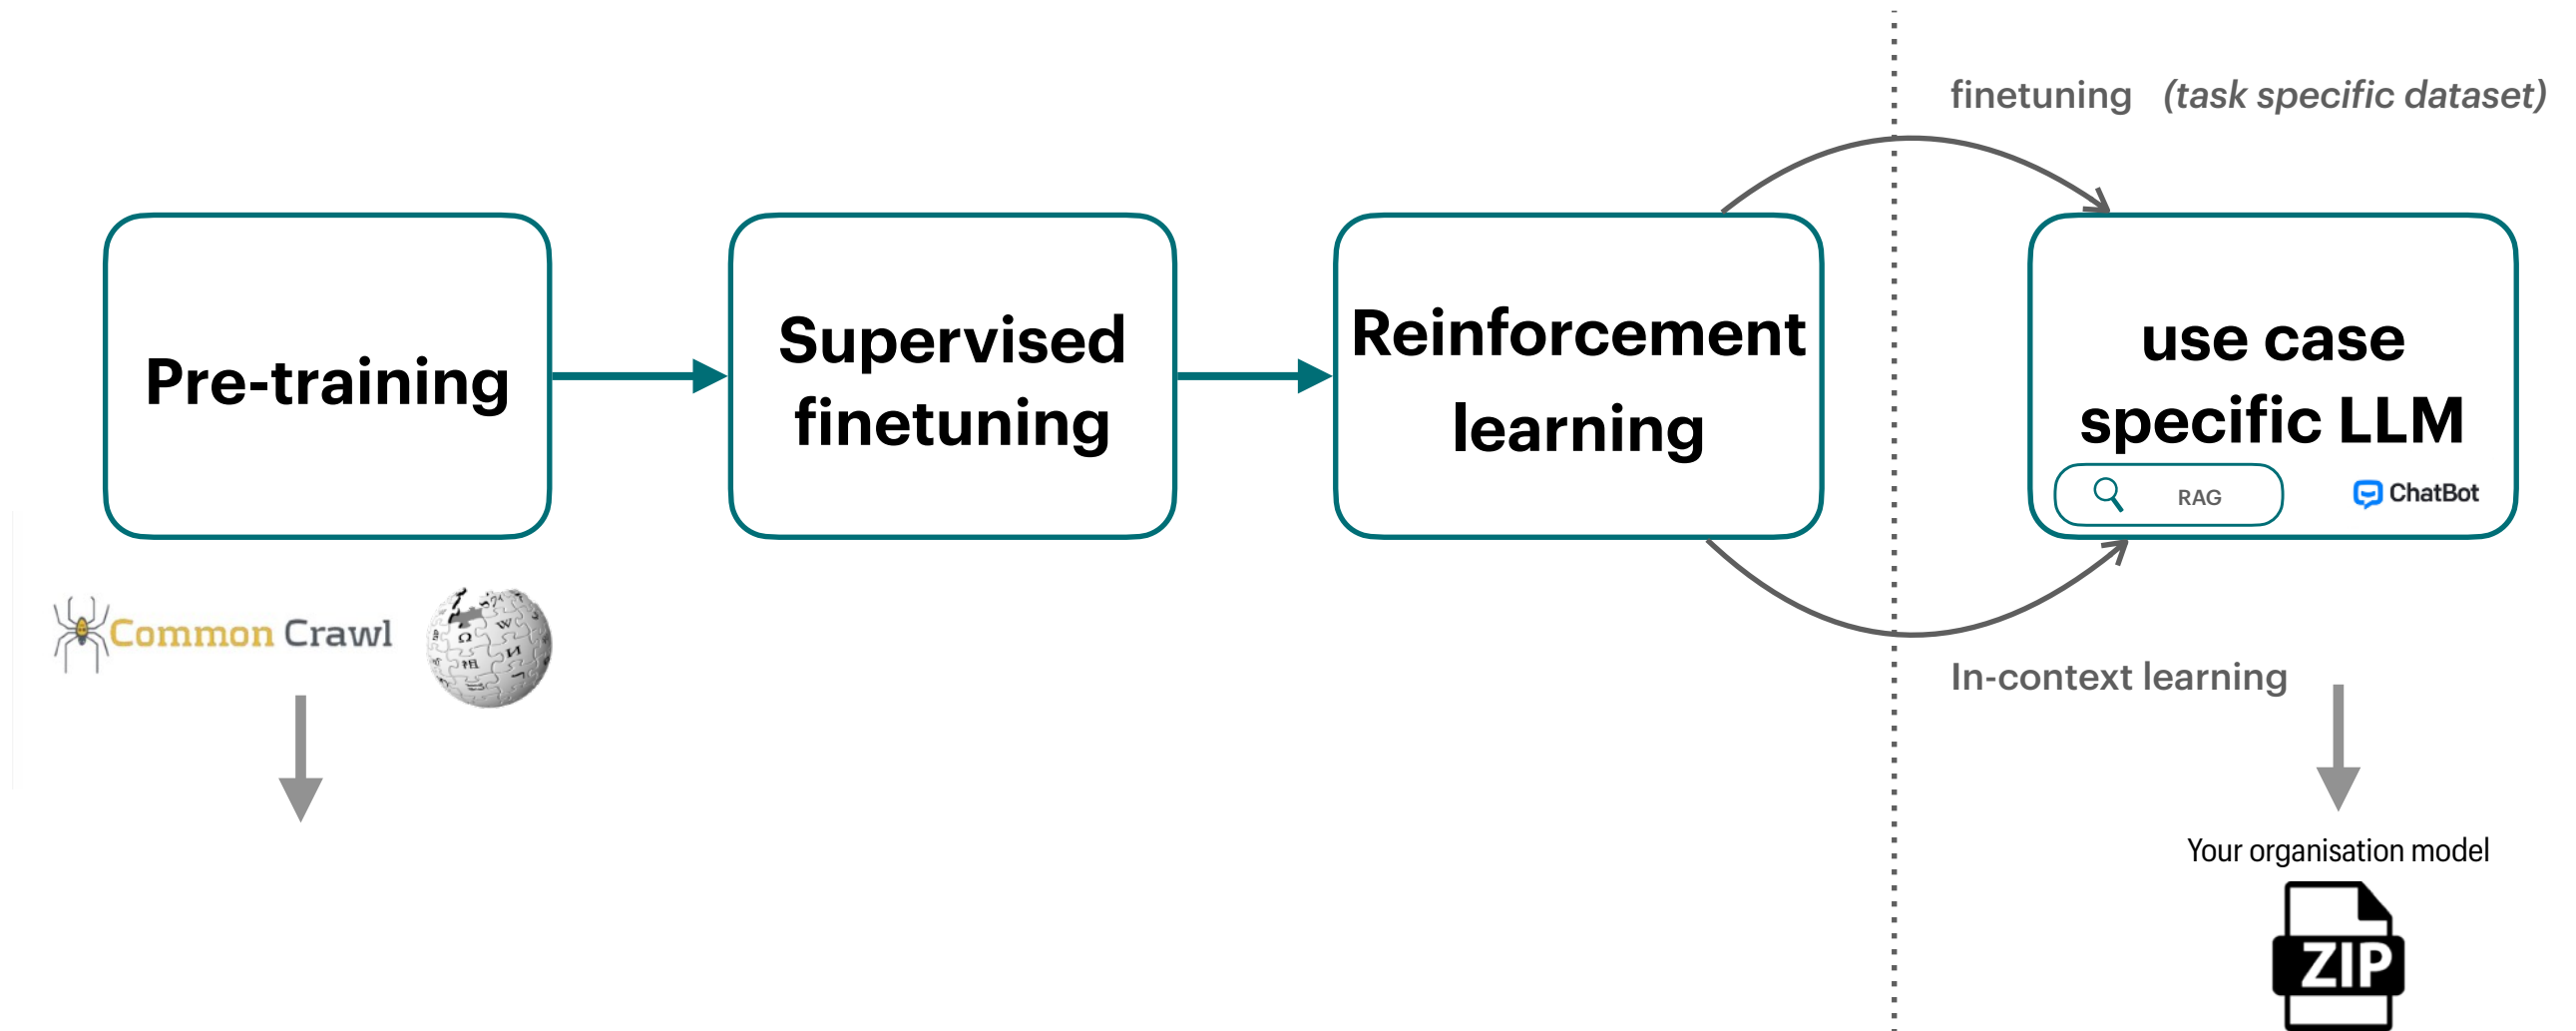 finetuning (task specific dataset)
Pre-training
Supervised
finetuning
Reinforcement
learning
use case
specific LLM
RAG
ChatBot
Common Crawl
In-context learning
Your organisation model
ZIP